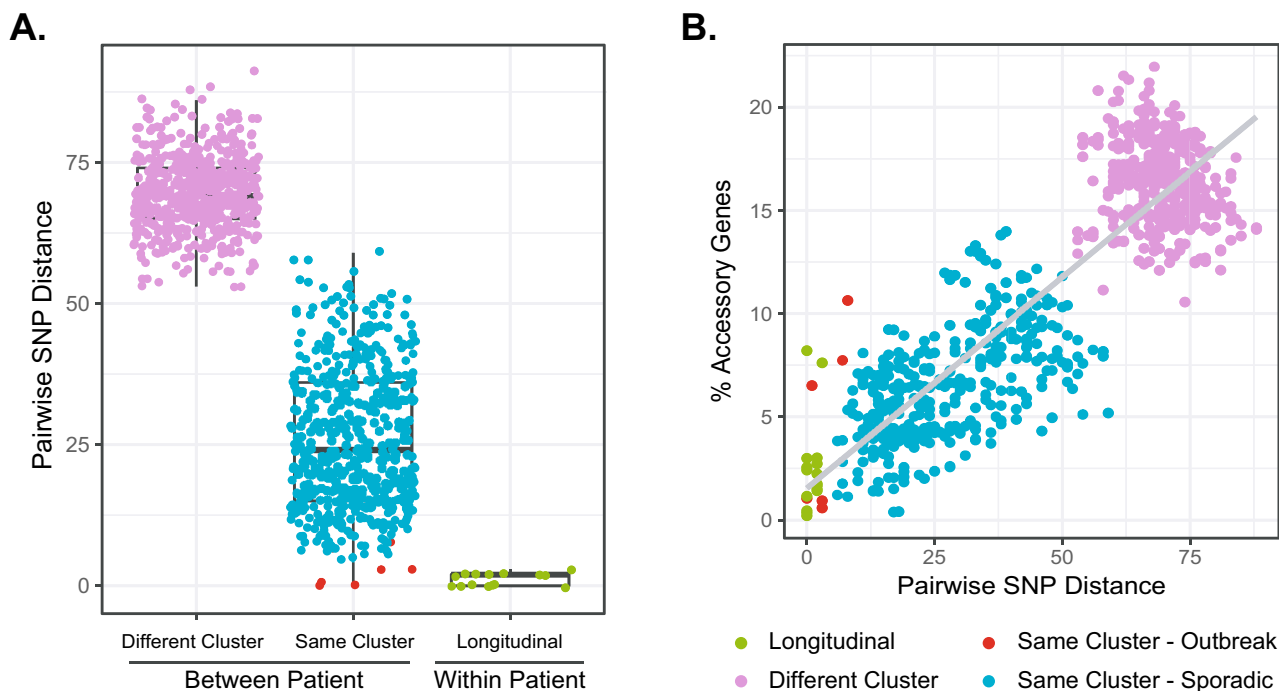 A.
Pairwise SNP Distance
75
50
25
0
Different Cluster
Same Cluster
Longitudinal
Between Patient
Within Patient
B.
% Accessory Genes
20
15
10
5
0
0
25
50
75
Pairwise SNP Distance
Longitudinal
Same Cluster - Outbreak
Different Cluster
Same Cluster - Sporadic